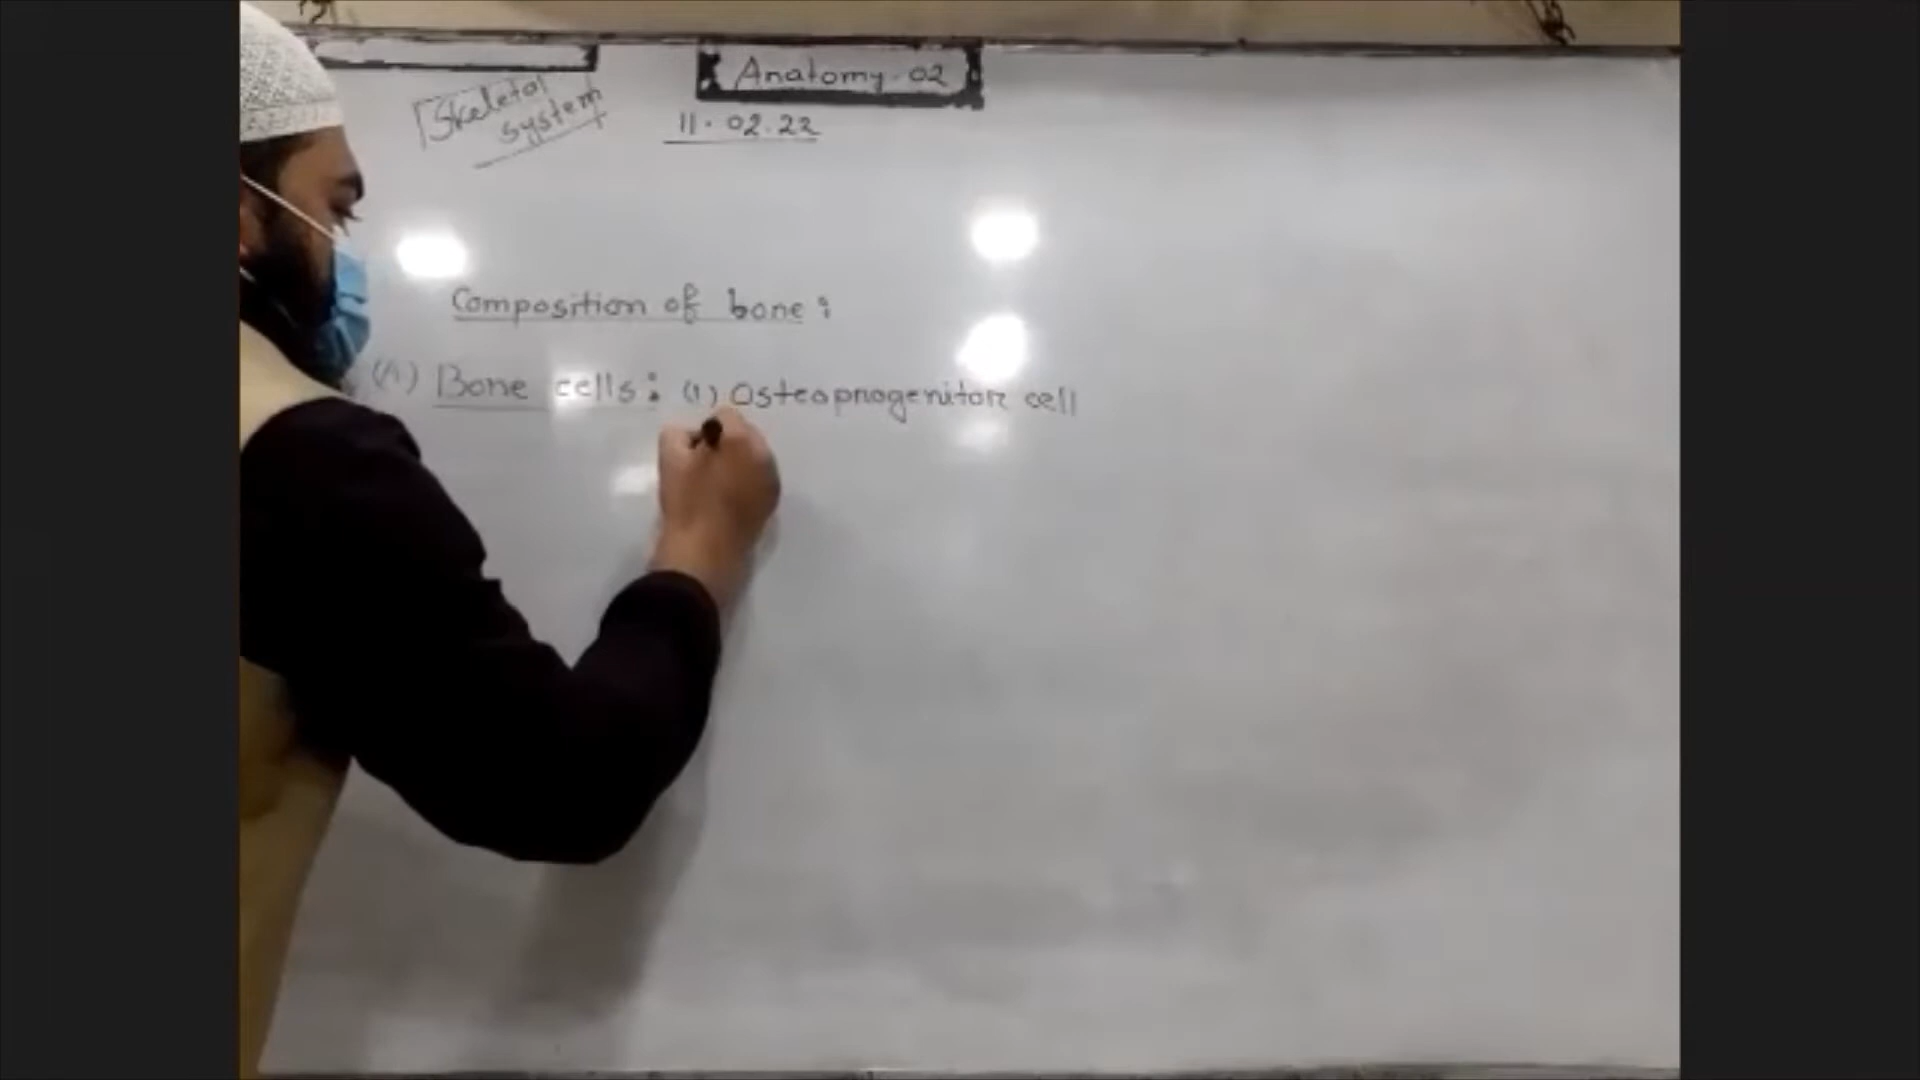 Anatomy-02
Skeletal
system
11.02.22
Composition of bone:
(A) Bone cells: (1) Osteoprogenitor cell